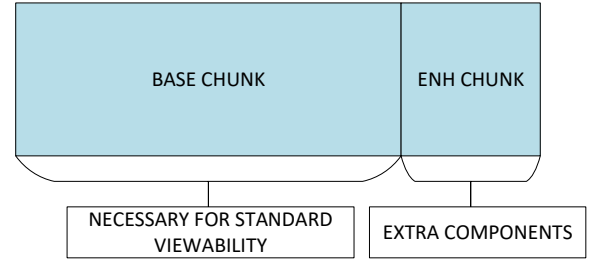 BASE CHUNK
ENH CHUNK
NECESSARY FOR STANDARD
VIEWABILITY
EXTRA COMPONENTS